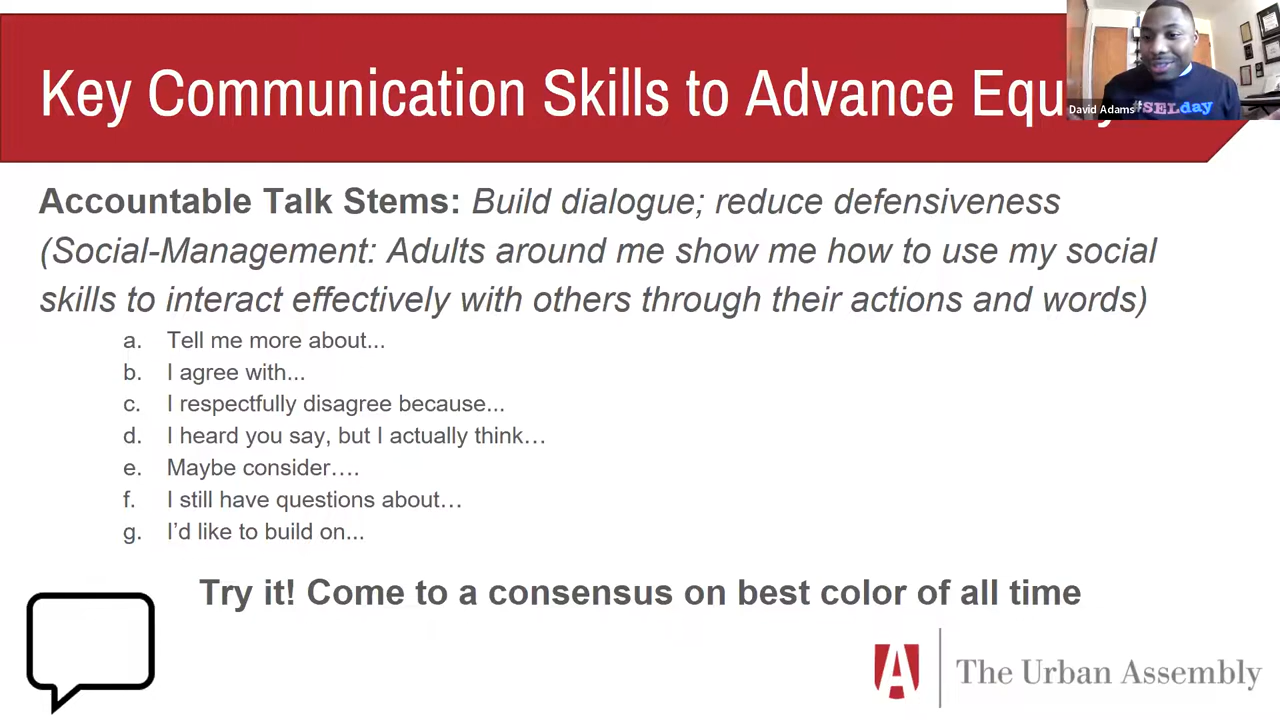 Key Communication Skills to Advance
David Adams
#SELday
Accountable Talk Stems: Build dialogue; reduce defensiveness
(Social-Management: Adults around me show me how to use my social
skills to interact effectively with others through their actions and words)
a. Tell me more about...
b. I agree with...
c. I respectfully disagree because...
d. I heard you say, but I actually think…
e. Maybe consider….
f. I still have questions about…
g. I’d like to build on...
Try it! Come to a consensus on best color of all time
A The Urban Assembly